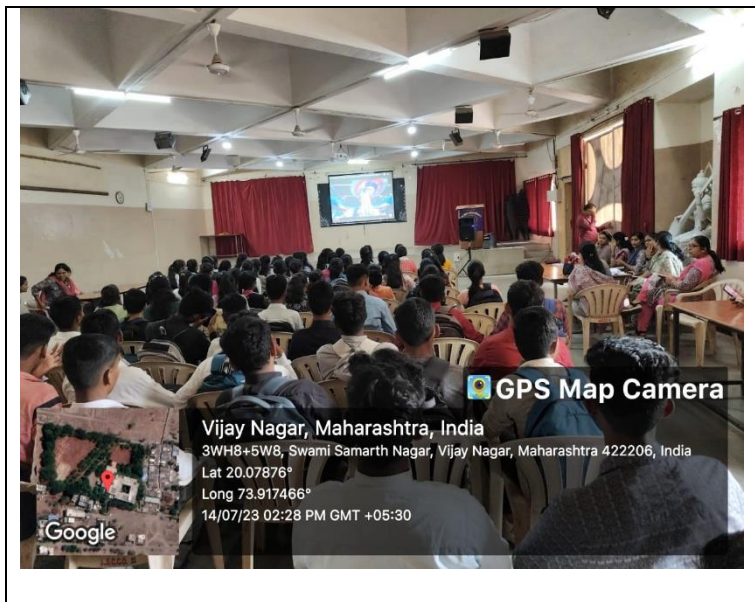 GPS Map Camera
Vijay Nagar, Maharashtra, India
3WH8+5W8, Swami Samarth Nagar, Vijay Nagar, Maharashtra 422206, India
Lat 20.07876°
Long 73.917466°
14/07/23 02:28 PM GMT +05:30
Google